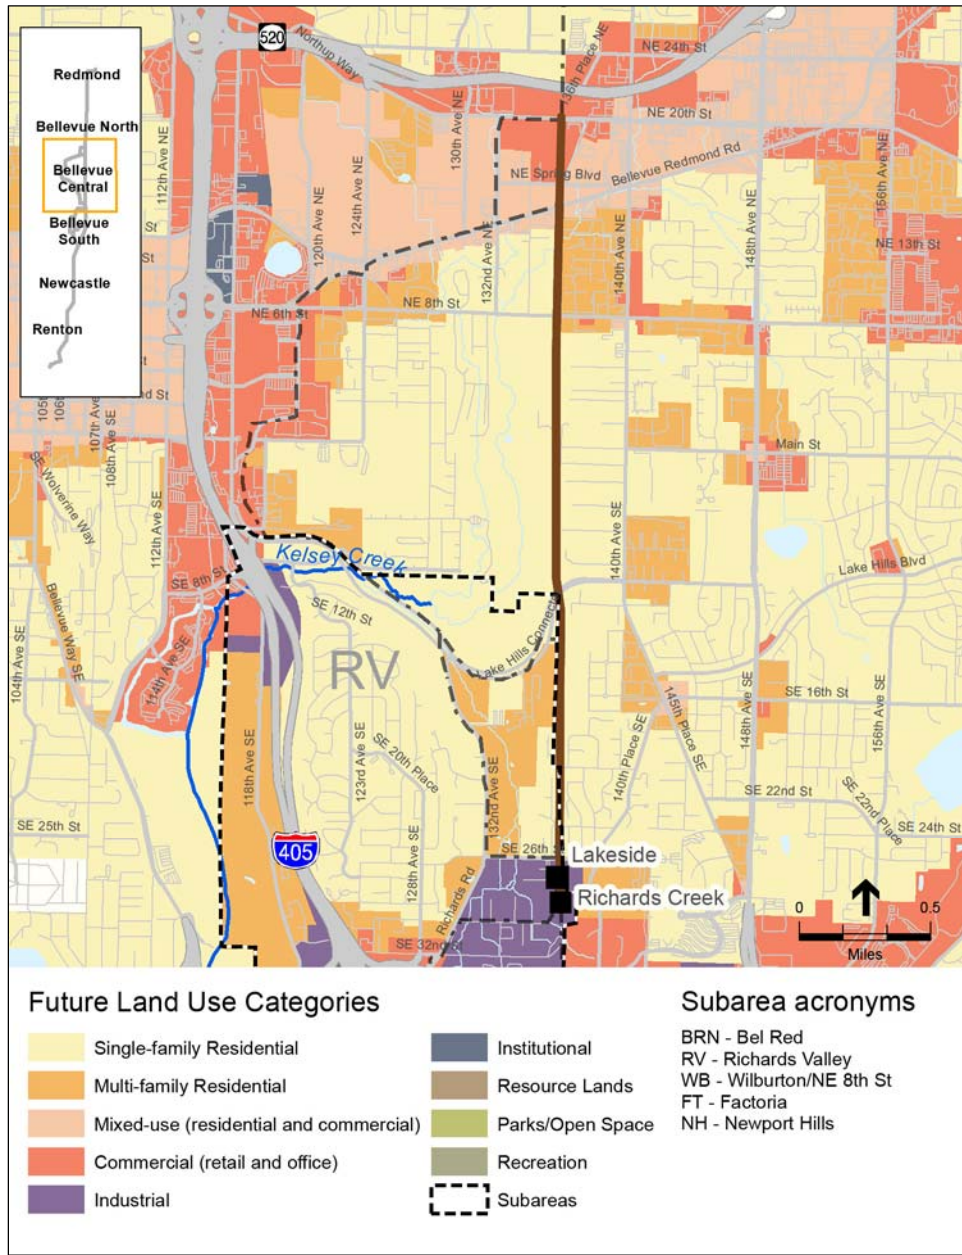 Redmond
Bellevue North
Bellevue
Central
Bellevue
South
Newcastle
Renton
520
Northup Way
136th Place NE
NE 24th St
NE 20th St
112th Ave NE
130th Ave NE
124th Ave NE
120th Ave NE
132nd Ave NE
NE Spring Blvd
Bellevue Redmond Rd
140th Ave NE
148th Ave NE
156th Ave NE
NE 13th St
NE 8th St
NE 6th St
nd St
105th
106th
107th Ave SE
108th Ave SE
Main St
SE Wolverine Way
112th Ave SE
140th Ave SE
Kelsey Creek
SE 8th St
Lake Hills Blvd
SE 12th St
RV
Lake Hills Connecto
Bellevue Way SE
104th Ave SE
114th Ave SE
145th Place SE
SE 16th St
148th Ave SE
156th Ave SE
118th Ave SE
123rd Ave SE
SE 20th Place
132nd Ave SE
140th Place SE
SE 22nd St
SE 22nd Place
SE 24th St
SE 25th St
405
128th Ave SE
SE 26th St
Richards Rd
Lakeside
Richards Creek
SE 32nd St
0 0.5
Miles
Future Land Use Categories
Single-family Residential
Multi-family Residential
Mixed-use (residential and commercial)
Commercial (retail and office)
Industrial
Institutional
Resource Lands
Parks/Open Space
Recreation
Subareas
Subarea acronyms
BRN - Bel Red
RV - Richards Valley
WB - Wilburton/NE 8th St
FT - Factoria
NH - Newport Hills